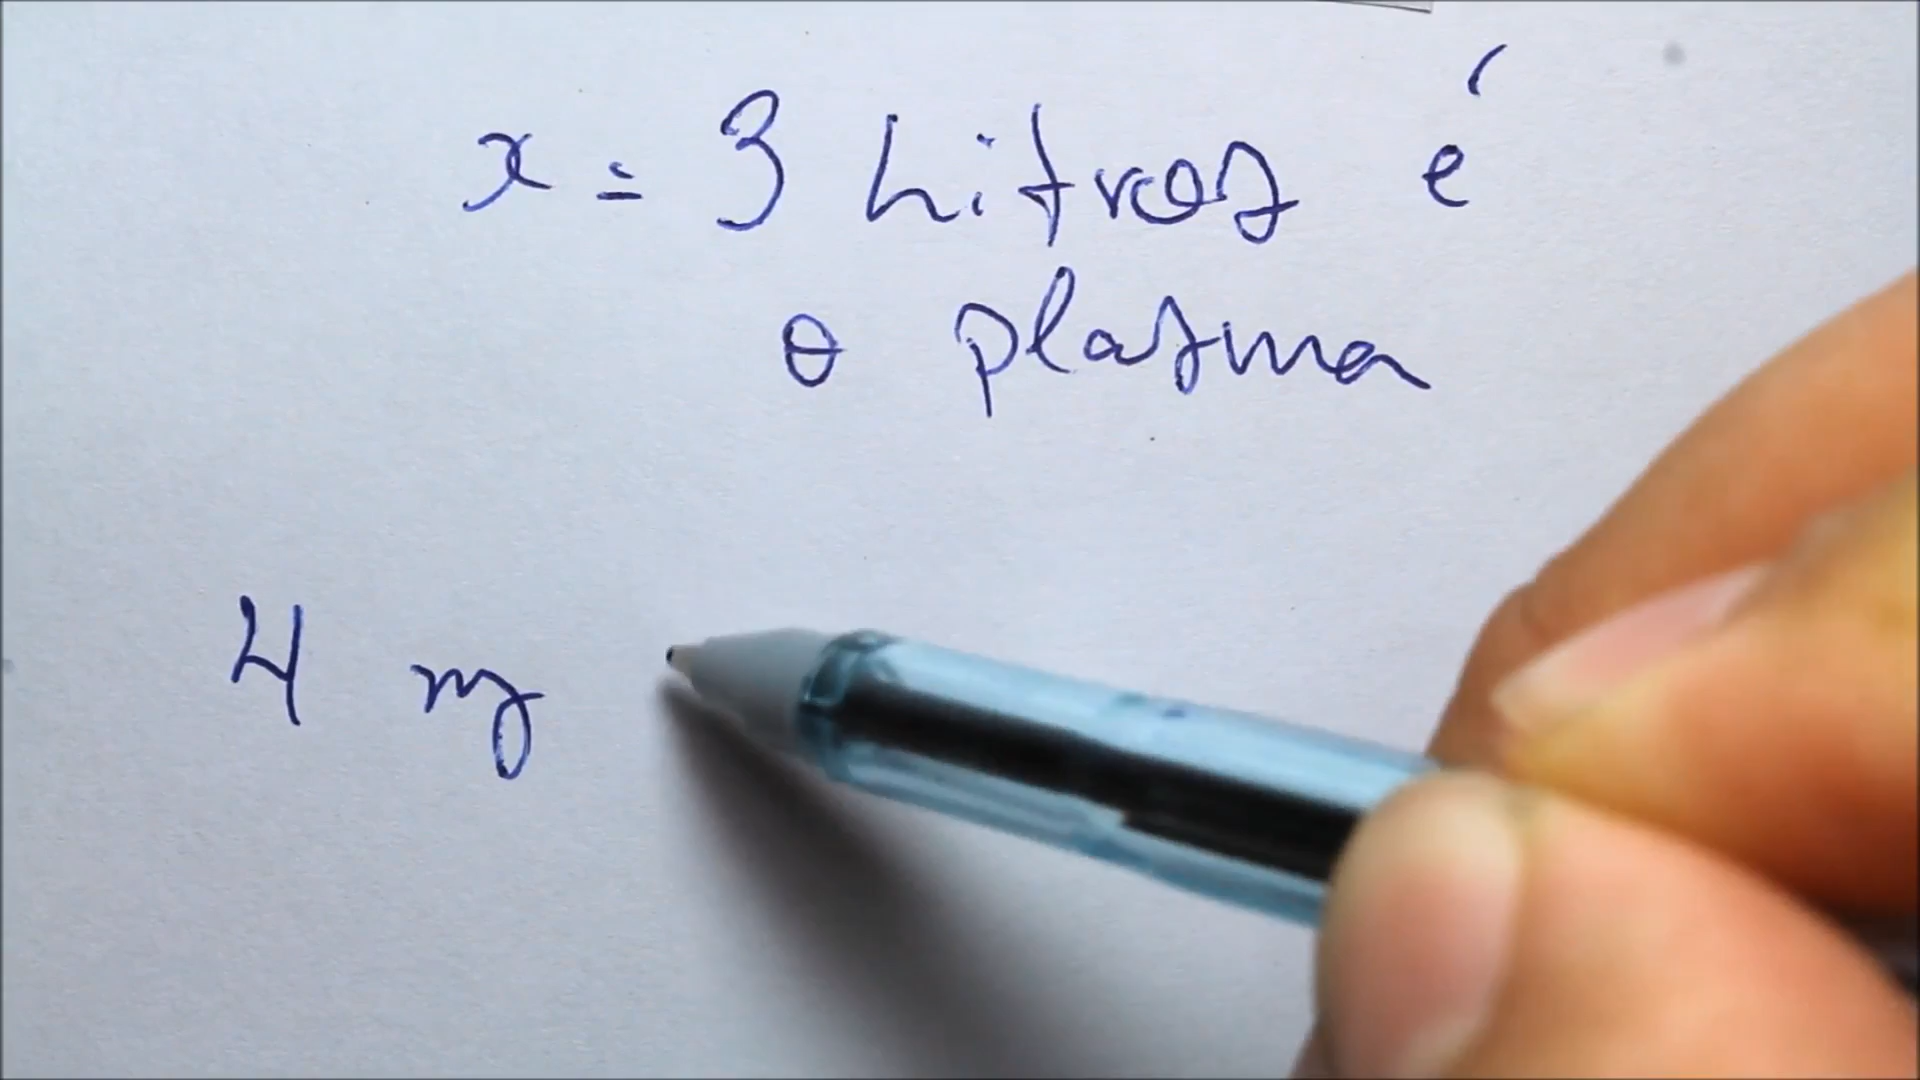 x = 3 Litros é
o plasma
4 mg